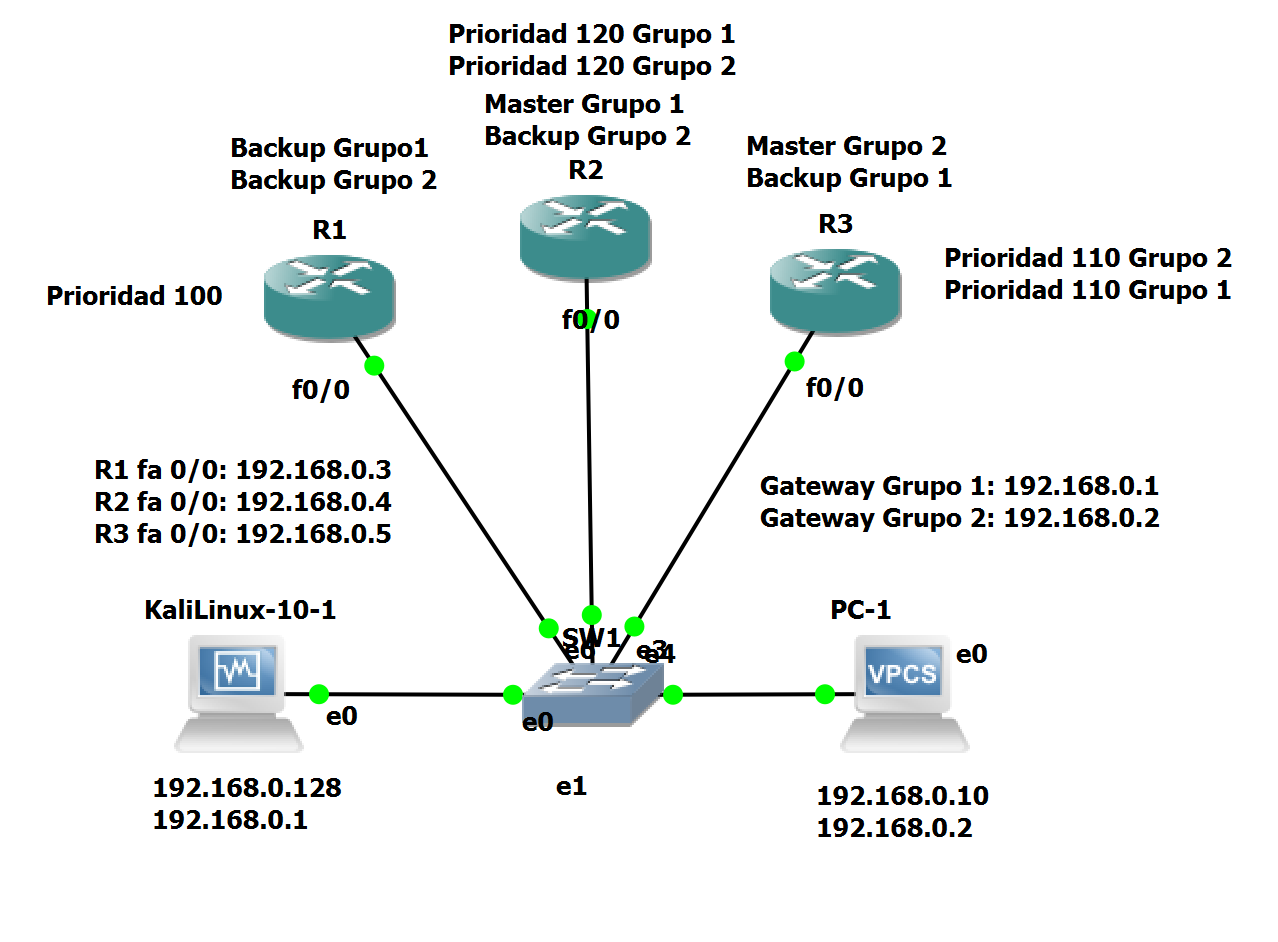 Prioridad 120 Grupo 1
Prioridad 120 Grupo 2
Master Grupo 1
Backup Grupo 2
R2
Backup Grupo1
Backup Grupo 2
R1
Master Grupo 2
Backup Grupo 1
R3
Prioridad 100
Prioridad 110 Grupo 2
Prioridad 110 Grupo 1
f0/0
f0/0
f0/0
R1 fa 0/0: 192.168.0.3
R2 fa 0/0: 192.168.0.4
R3 fa 0/0: 192.168.0.5
Gateway Grupo 1: 192.168.0.1
Gateway Grupo 2: 192.168.0.2
KaliLinux-10-1
SW1
PC-1
e3
e4
e0
VPCS
e0
e0
e1
192.168.0.128
192.168.0.1
192.168.0.10
192.168.0.2